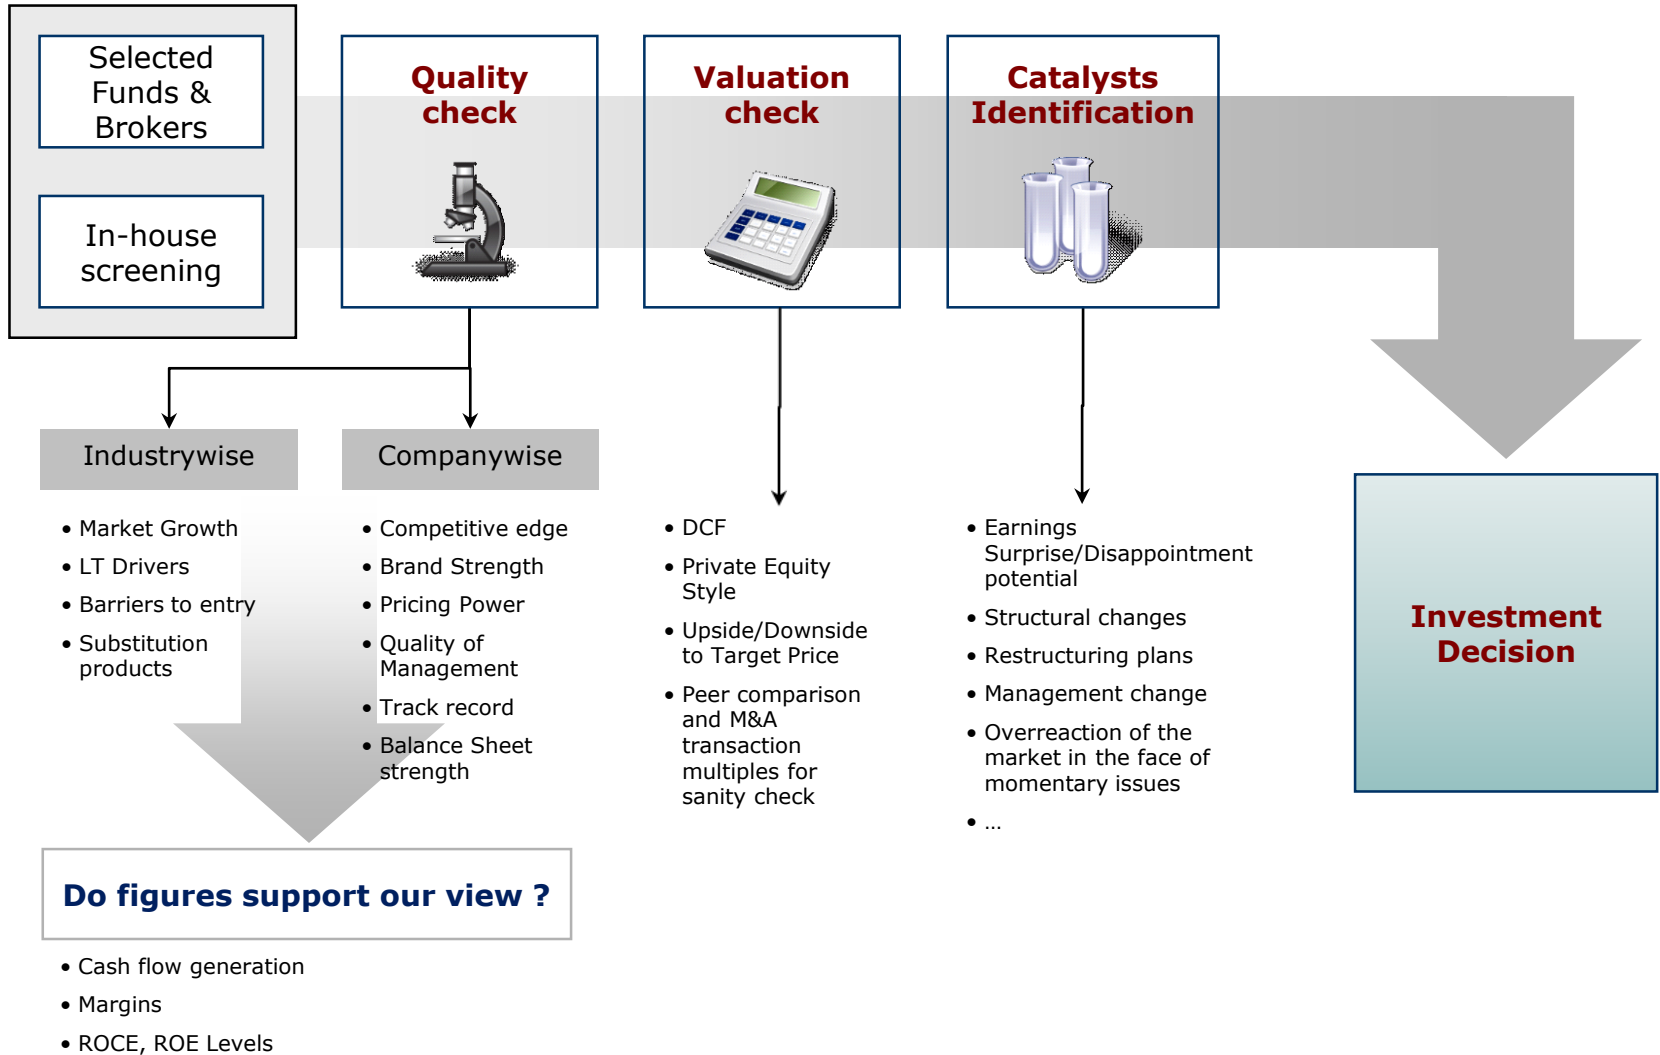 Selected
Funds &
Brokers
In-house
screening
Quality
check
Valuation
check
Catalysts
Identification
Industrywise
• Market Growth
• LT Drivers
• Barriers to entry
• Substitution
products
Companywise
• Competitive edge
• Brand Strength
• Pricing Power
• Quality of
Management
• Track record
• Balance Sheet
strength
• DCF
• Private Equity
Style
• Upside/Downside
to Target Price
• Peer comparison
and M&A
transaction
multiples for
sanity check
• Earnings
Surprise/Disappointment
potential
• Structural changes
• Restructuring plans
• Management change
• Overreaction of the
market in the face of
momentary issues
• …
Investment
Decision
Do figures support our view ?
• Cash flow generation
• Margins
• ROCE, ROE Levels